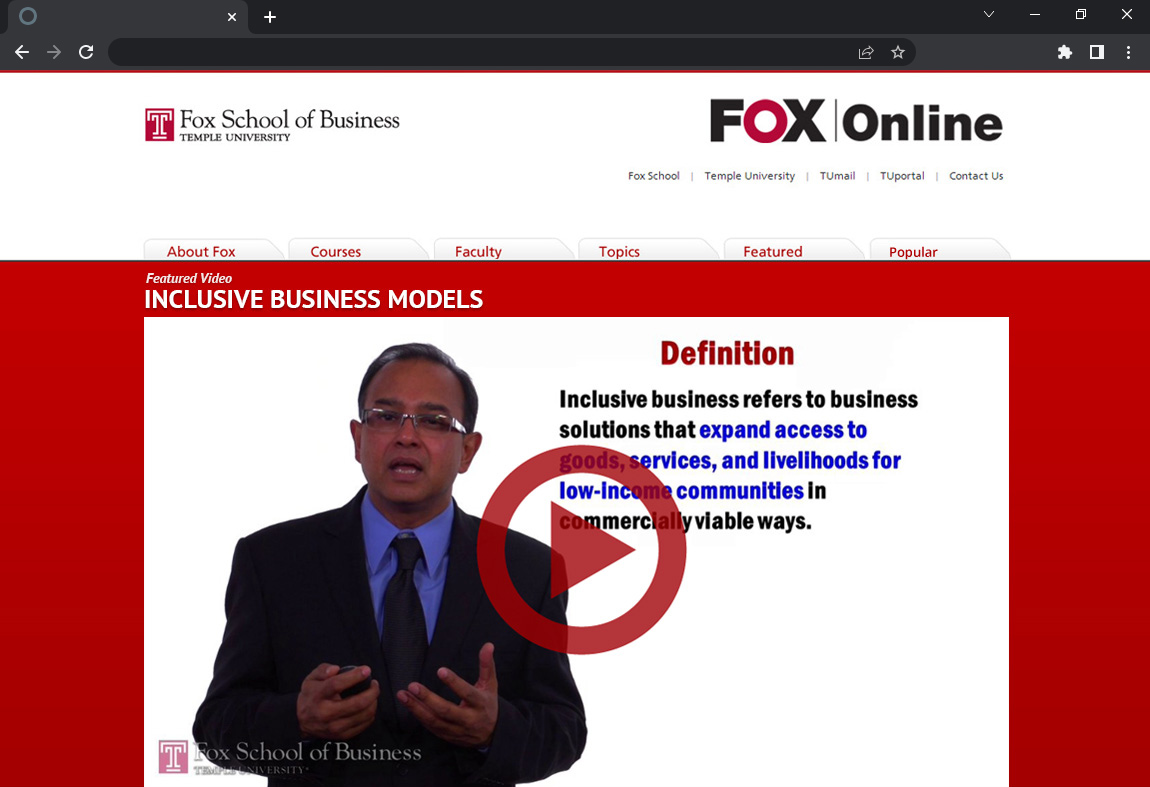 Fox School of Business
TEMPLE UNIVERSITY
FOX | Online
Fox School | Temple University | TUmail | TUportal | Contact Us
About Fox
Courses
Faculty
Topics
Featured
Popular
Featured Video
INCLUSIVE BUSINESS MODELS
Definition
Inclusive business refers to business
solutions that expand access to
goods, services, and livelihoods for
low-income communities in
commercially viable ways.
Fox School of Business
TEMPLE UNIVERSITY